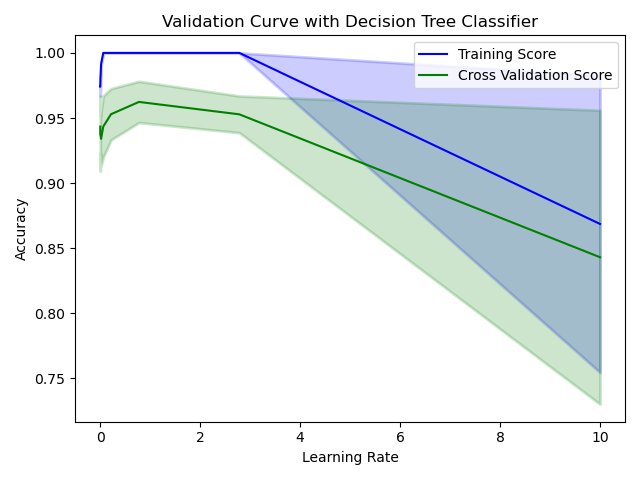 Validation Curve with Decision Tree Classifier
Training Score
Cross Validation Score
Accuracy
1.00
0.95
0.90
0.85
0.80
0.75
0 2 4 6 8 10
Learning Rate